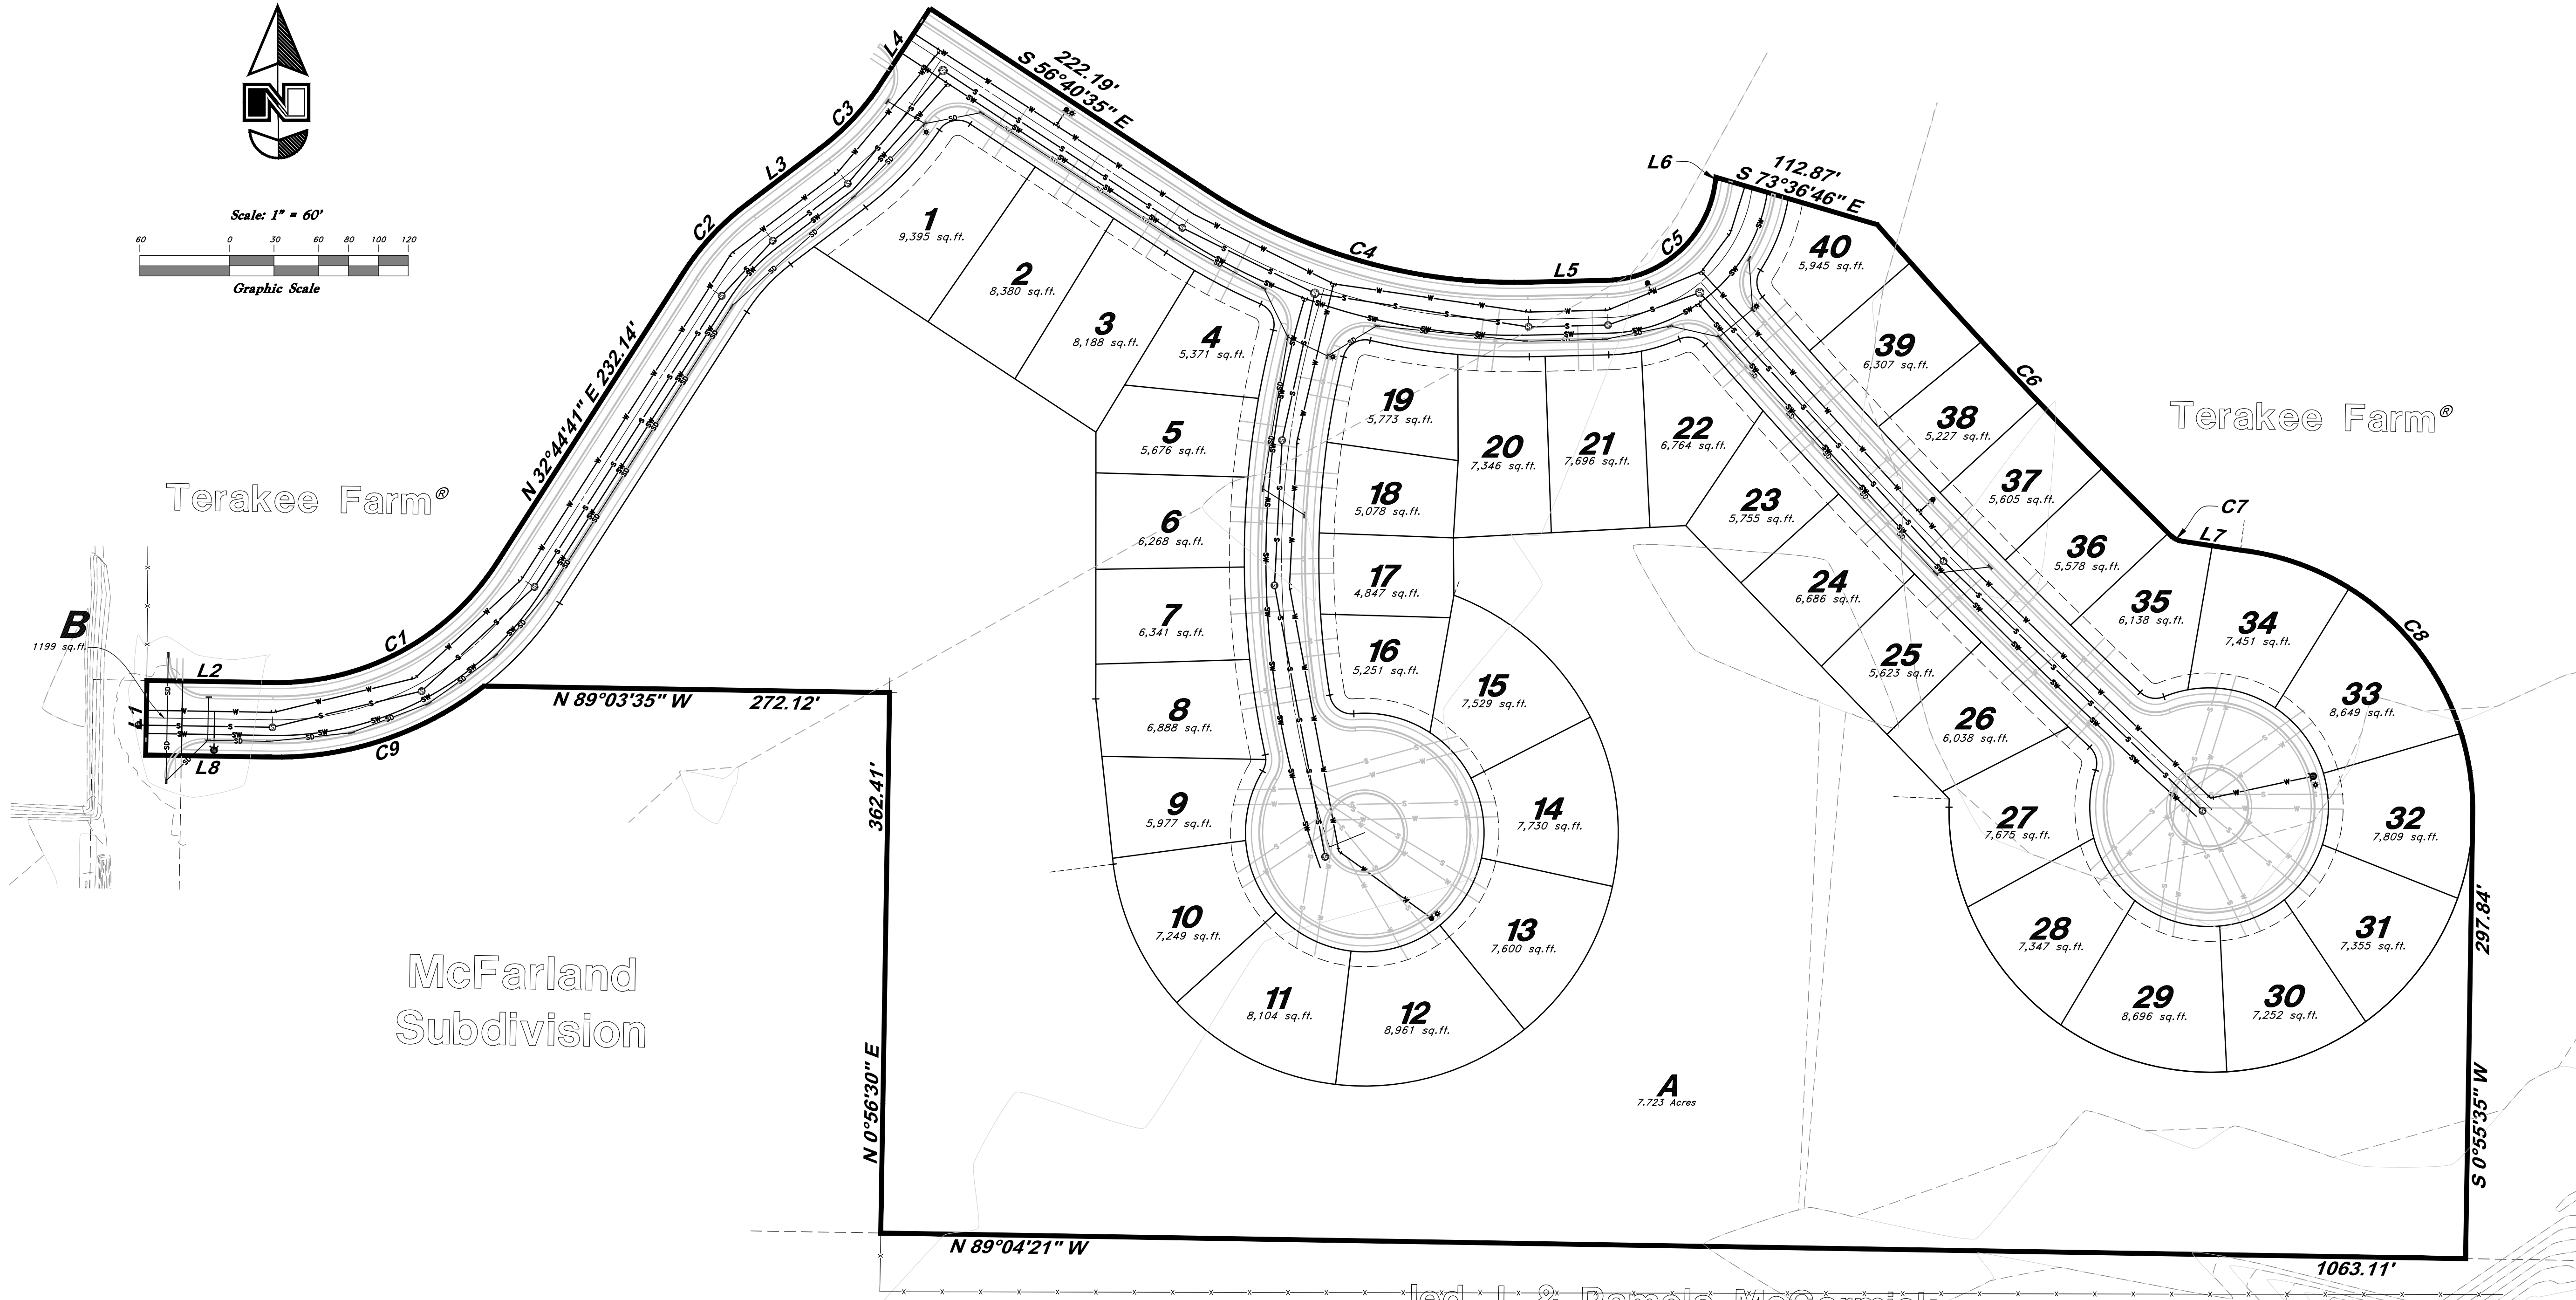 N
Scale: 1" = 60'
60 0 30 60 80 100 120
Graphic Scale
L4
222.19'
S 56°40'35" E
C3
L3
C2
1
9,395 sq.ft.
2
8,380 sq.ft.
3
8,188 sq.ft.
4
5,371 sq.ft.
C4
L5
C5
L6
112.87'
S 73°36'46" E
40
5,945 sq.ft.
39
6,307 sq.ft.
38
5,227 sq.ft.
37
5,605 sq.ft.
36
5,578 sq.ft.
35
6,138 sq.ft.
34
7,451 sq.ft.
33
8,649 sq.ft.
32
7,809 sq.ft.
31
7,355 sq.ft.
30
7,252 sq.ft.
29
8,696 sq.ft.
28
7,347 sq.ft.
27
7,675 sq.ft.
26
6,038 sq.ft.
25
5,623 sq.ft.
24
6,686 sq.ft.
23
5,755 sq.ft.
22
6,764 sq.ft.
21
7,696 sq.ft.
20
7,346 sq.ft.
19
5,773 sq.ft.
18
5,078 sq.ft.
17
4,847 sq.ft.
16
5,251 sq.ft.
15
7,529 sq.ft.
14
7,730 sq.ft.
13
7,600 sq.ft.
12
8,961 sq.ft.
11
8,104 sq.ft.
10
7,249 sq.ft.
9
5,977 sq.ft.
8
6,888 sq.ft.
7
6,341 sq.ft.
6
6,268 sq.ft.
5
5,676 sq.ft.
C6
C7
L7
C8
Terakee Farm®
Terakee Farm®
N 32°44'41" E 232.14'
B
1199 sq.ft.
L1
L2
C1
L8
C9
N 89°03'35" W 272.12'
362.41'
N 0°56'30" E
McFarland
Subdivision
A
7.723 Acres
297.84'
S 0°55'35" W
N 89°04'21" W
1063.11'